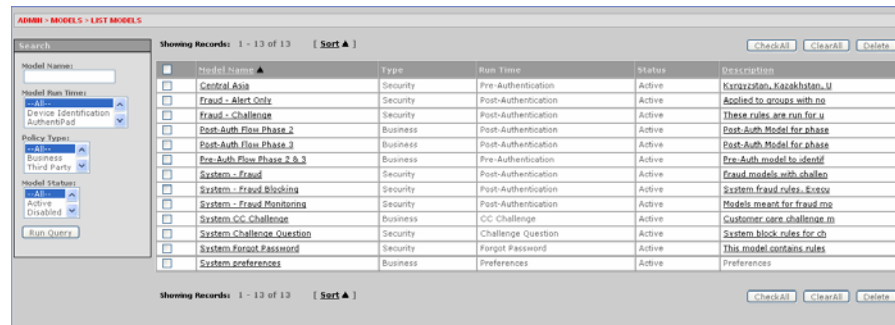 ADMIN > MODELS > LIST MODELS
Search
Model Name:
Model Run Time:
--All--
Device Identification
AuthentiPad
Policy Type:
--All--
Business
Third Party
Model Status:
--All--
Active
Disabled
Run Query
Showing Records: 1 - 13 of 13 [ Sort ▲ ]
CheckAll ClearAll Delete
Model Name ▲ Type Run Time Status Description
Central Asia Security Pre-Authentication Active Kyrgyzstan, Kazakhstan, U
Fraud - Alert Only Security Post-Authentication Active Applied to groups with no
Fraud - Challenge Security Post-Authentication Active These rules are run for u
Post-Auth Flow Phase 2 Business Post-Authentication Active Post-Auth Model for phase
Post-Auth Flow Phase 3 Business Post-Authentication Active Post-Auth Model for phase
Pre-Auth Flow Phase 2 & 3 Business Pre-Authentication Active Pre-Auth model to identif
System - Fraud Security Post-Authentication Active Fraud models with challen
System - Fraud Blocking Security Post-Authentication Active System fraud rules. Execu
System - Fraud Monitoring Security Post-Authentication Active Models meant for fraud mo
System CC Challenge Business CC Challenge Active Customer care challenge m
System Challenge Question Security Challenge Question Active System block rules for ch
System Forgot Password Security Forgot Password Active This model contains rules
System preferences Business Preferences Active Preferences
Showing Records: 1 - 13 of 13 [ Sort ▲ ]
CheckAll ClearAll Delete